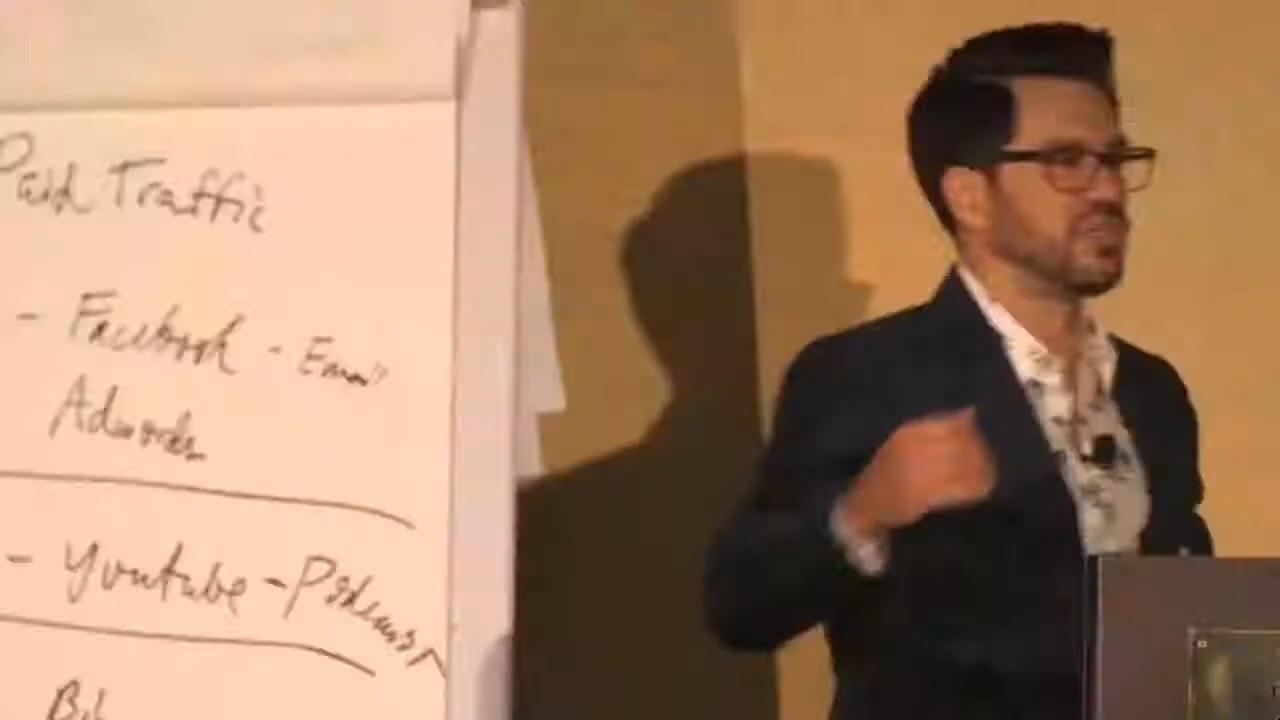 Paid Traffic
- Facebook - Email
Adwords
- Youtube - Podcast